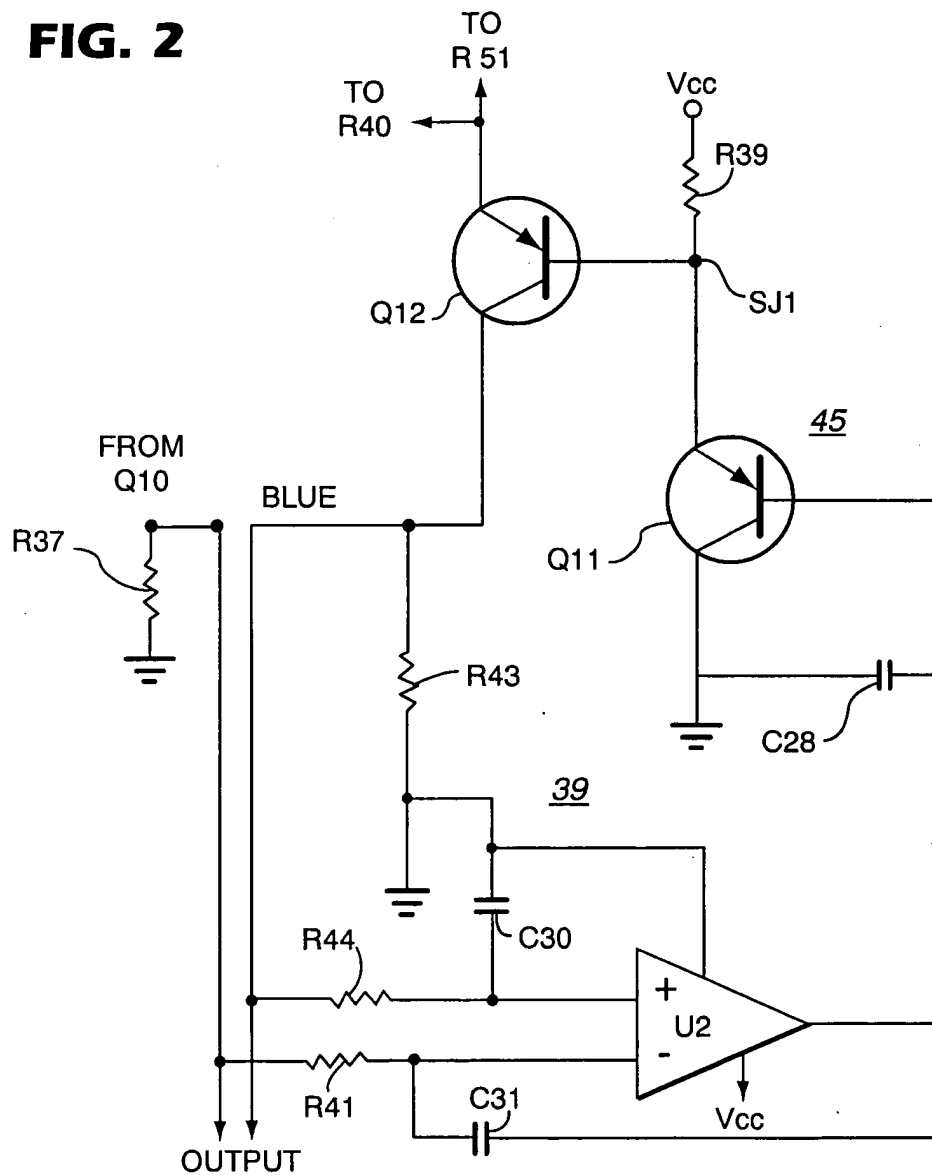 FIG. 2
TO
R 51
TO
R40
Vcc
R39
Q12
SJ1
45
FROM
Q10
BLUE
R37
Q11
R43
C28
39
C30
R44
+
U2
-
R41
C31
Vcc
OUTPUT